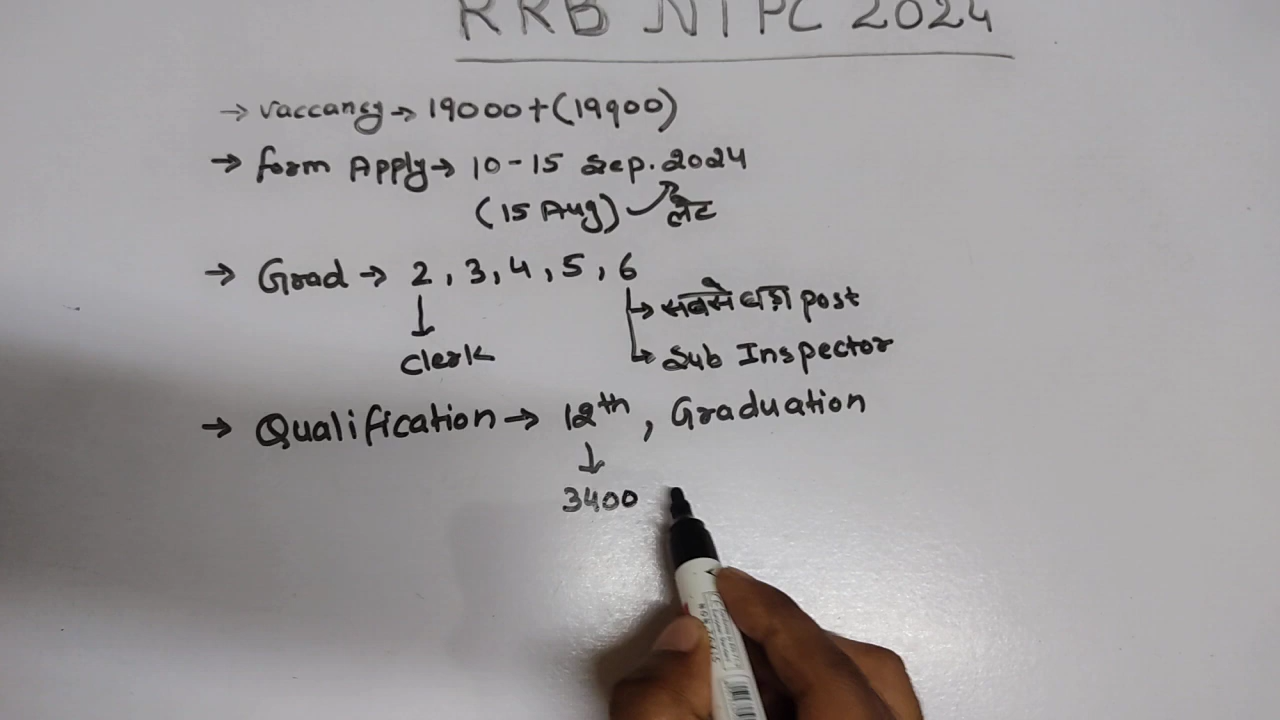 RRB NTPC 2024
→ vaccancy → 19000+(19900)
→ form Apply → 10-15 Sep. 2024
(15 Aug) लेट
→ Grad → 2, 3, 4, 5, 6
→ सबसे बड़ा post
↓
clerk
→ Sub Inspector
→ Qualification → 12th, Graduation
↓
3400